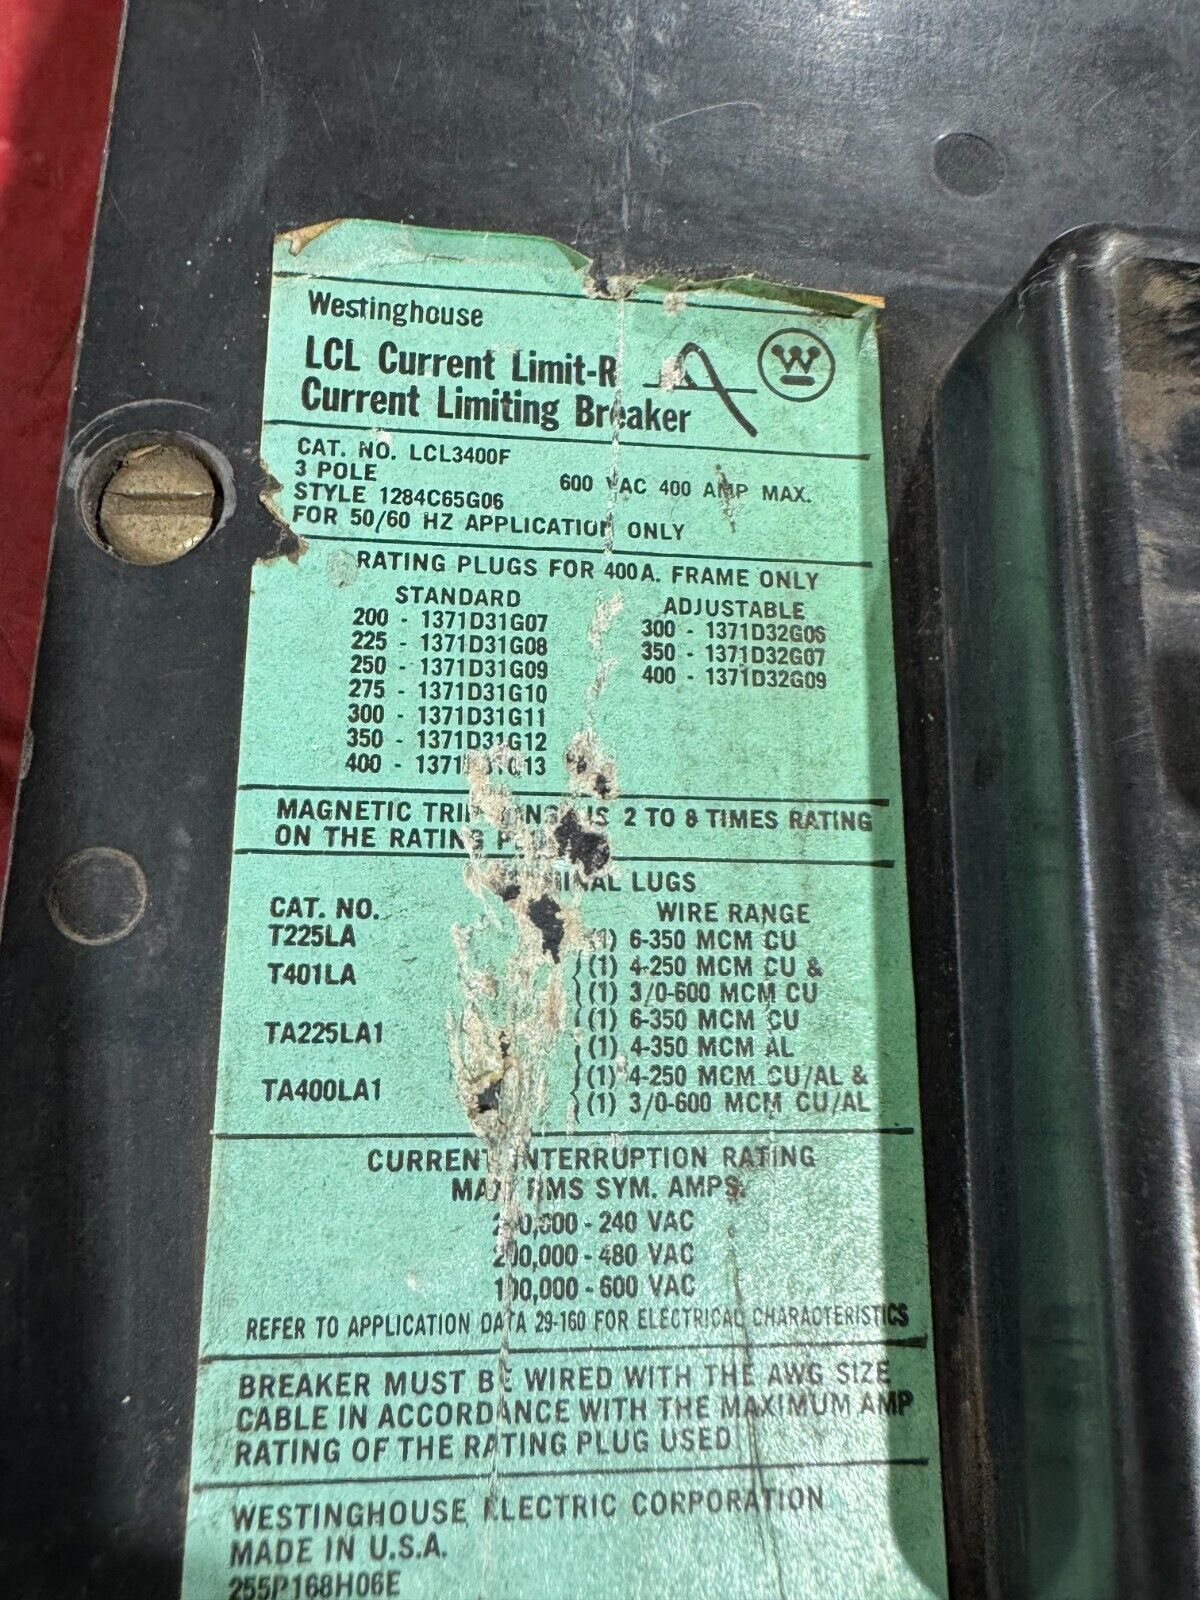 Westinghouse
W
LCL Current Limit-R
Current Limiting Breaker
CAT. NO. LCL3400F
3 POLE 600 VAC 400 AMP MAX.
STYLE 1284C65G06
FOR 50/60 HZ APPLICATION ONLY
RATING PLUGS FOR 400A. FRAME ONLY
STANDARD ADJUSTABLE
200 - 1371D31G07 300 - 1371D32G06
225 - 1371D31G08 350 - 1371D32G07
250 - 1371D31G09 400 - 1371D32G09
275 - 1371D31G10
300 - 1371D31G11
350 - 1371D31G12
400 - 1371D31G13
MAGNETIC TRIP RANGE IS 2 TO 8 TIMES RATING
ON THE RATING PLUG
TERMINAL LUGS
CAT. NO. WIRE RANGE
T225LA (1) 6-350 MCM CU
T401LA (1) 4-250 MCM CU &
(1) 3/0-600 MCM CU
TA225LA1 (1) 6-350 MCM CU
(1) 4-350 MCM AL
TA400LA1 (1) 4-250 MCM CU/AL &
(1) 3/0-600 MCM CU/AL
CURRENT INTERRUPTION RATING
MAX RMS SYM. AMPS.
200,000 - 240 VAC
200,000 - 480 VAC
100,000 - 600 VAC
REFER TO APPLICATION DATA 29-160 FOR ELECTRICAL CHARACTERISTICS
BREAKER MUST BE WIRED WITH THE AWG SIZE
CABLE IN ACCORDANCE WITH THE MAXIMUM AMP
RATING OF THE RATING PLUG USED
WESTINGHOUSE ELECTRIC CORPORATION
MADE IN U.S.A.
255P168H06E